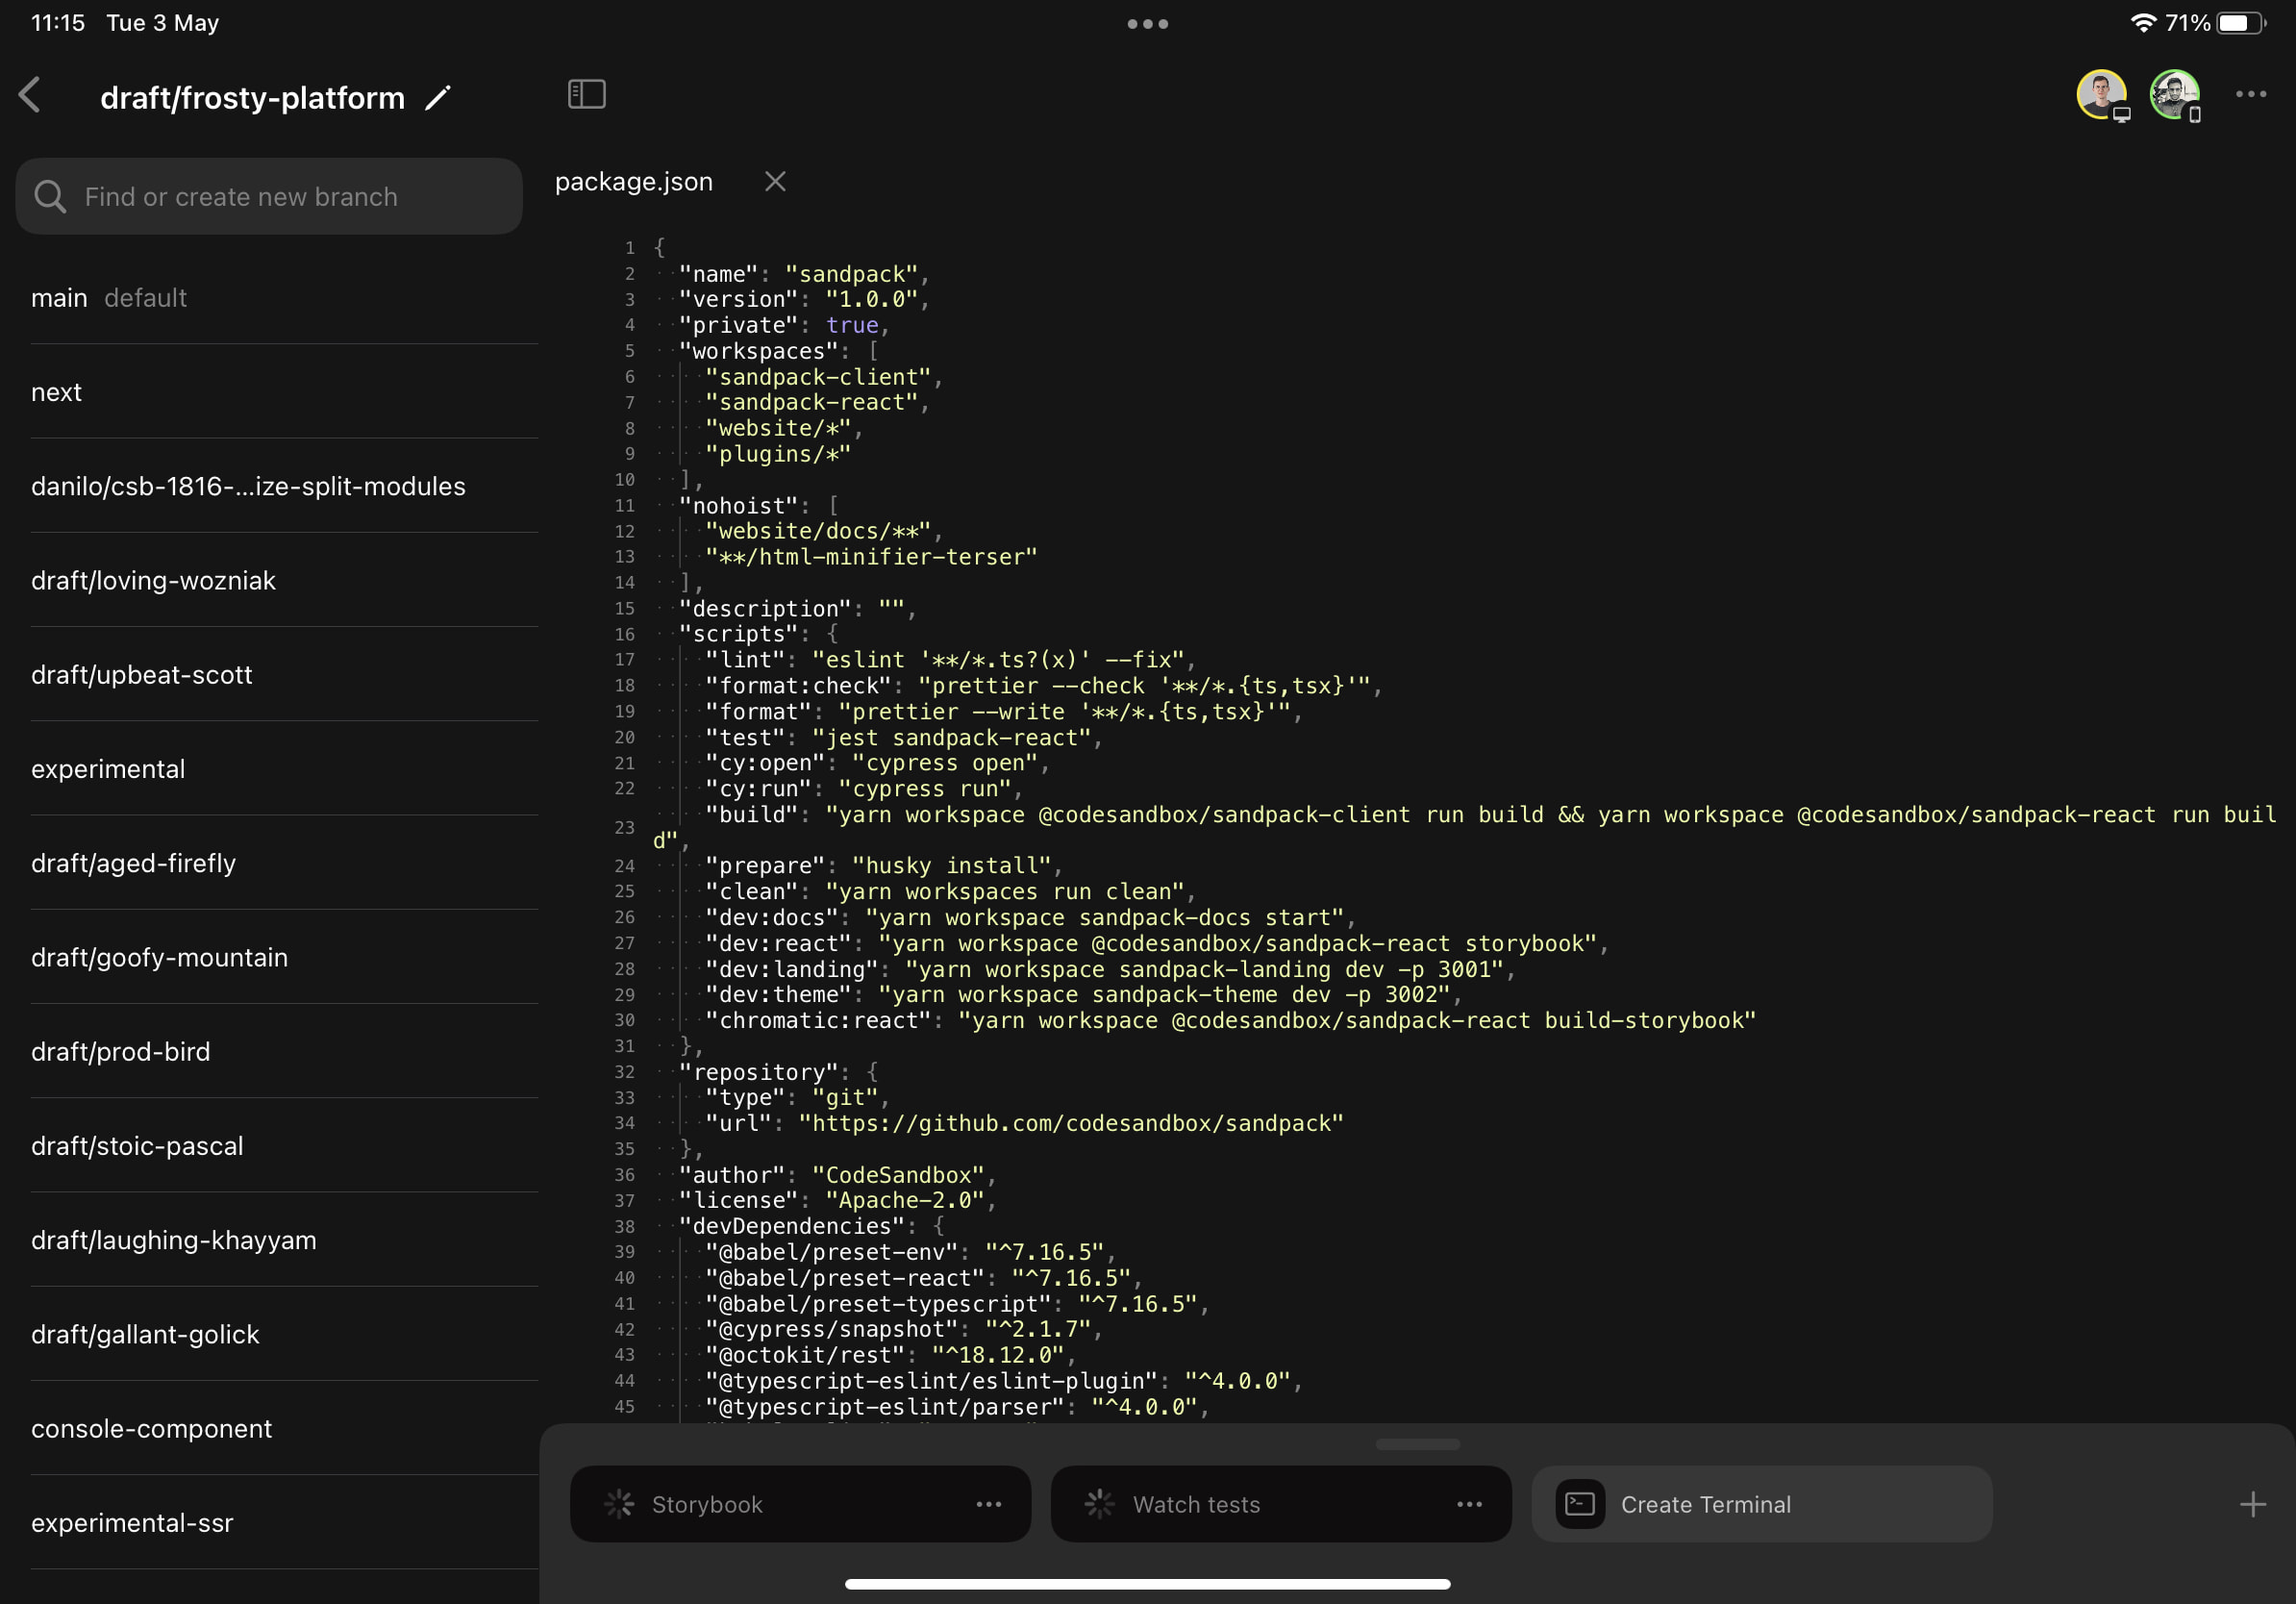 11:15 Tue 3 May
71%
draft/frosty-platform
Find or create new branch
main default
next
danilo/csb-1816-...ize-split-modules
draft/loving-wozniak
draft/upbeat-scott
experimental
draft/aged-firefly
draft/goofy-mountain
draft/prod-bird
draft/stoic-pascal
draft/laughing-khayyam
draft/gallant-golick
console-component
experimental-ssr
package.json
1 {
2 "name": "sandpack",
3 "version": "1.0.0",
4 "private": true,
5 "workspaces": [
6 "sandpack-client",
7 "sandpack-react",
8 "website/*",
9 "plugins/*"
10 ],
11 "nohoist": [
12 "website/docs/**",
13 "**/html-minifier-terser"
14 ],
15 "description": "",
16 "scripts": {
17 "lint": "eslint '**/*.ts?(x)' --fix",
18 "format:check": "prettier --check '**/*.{ts,tsx}'",
19 "format": "prettier --write '**/*.{ts,tsx}'",
20 "test": "jest sandpack-react",
21 "cy:open": "cypress open",
22 "cy:run": "cypress run",
23 "build": "yarn workspace @codesandbox/sandpack-client run build && yarn workspace @codesandbox/sandpack-react run buil
d",
24 "prepare": "husky install",
25 "clean": "yarn workspaces run clean",
26 "dev:docs": "yarn workspace sandpack-docs start",
27 "dev:react": "yarn workspace @codesandbox/sandpack-react storybook",
28 "dev:landing": "yarn workspace sandpack-landing dev -p 3001",
29 "dev:theme": "yarn workspace sandpack-theme dev -p 3002",
30 "chromatic:react": "yarn workspace @codesandbox/sandpack-react build-storybook"
31 },
32 "repository": {
33 "type": "git",
34 "url": "https://github.com/codesandbox/sandpack"
35 },
36 "author": "CodeSandbox",
37 "license": "Apache-2.0",
38 "devDependencies": {
39 "@babel/preset-env": "^7.16.5",
40 "@babel/preset-react": "^7.16.5",
41 "@babel/preset-typescript": "^7.16.5",
42 "@cypress/snapshot": "^2.1.7",
43 "@octokit/rest": "^18.12.0",
44 "@typescript-eslint/eslint-plugin": "^4.0.0",
45 "@typescript-eslint/parser": "^4.0.0",
Storybook
Watch tests
Create Terminal